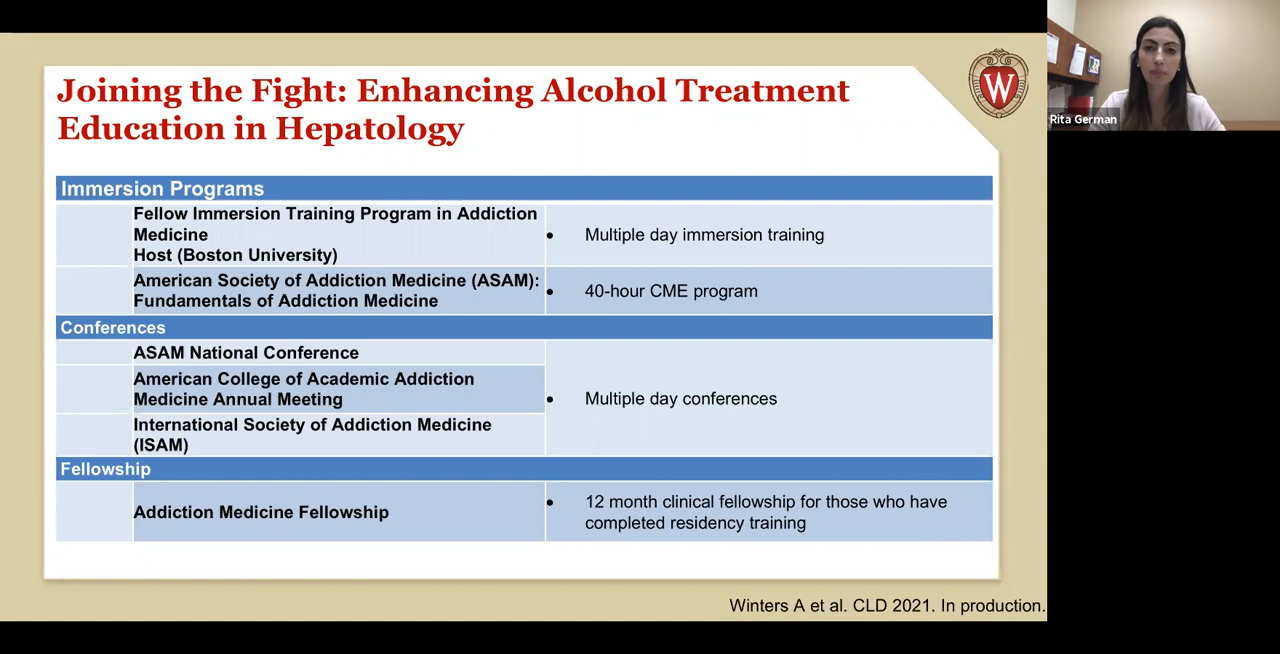 Joining the Fight: Enhancing Alcohol Treatment
Education in Hepatology
W
Rita German
Immersion Programs
Fellow Immersion Training Program in Addiction
Medicine
Host (Boston University)
• Multiple day immersion training
American Society of Addiction Medicine (ASAM):
Fundamentals of Addiction Medicine
• 40-hour CME program
Conferences
ASAM National Conference
American College of Academic Addiction
Medicine Annual Meeting
International Society of Addiction Medicine
(ISAM)
• Multiple day conferences
Fellowship
Addiction Medicine Fellowship
• 12 month clinical fellowship for those who have
completed residency training
Winters A et al. CLD 2021. In production.